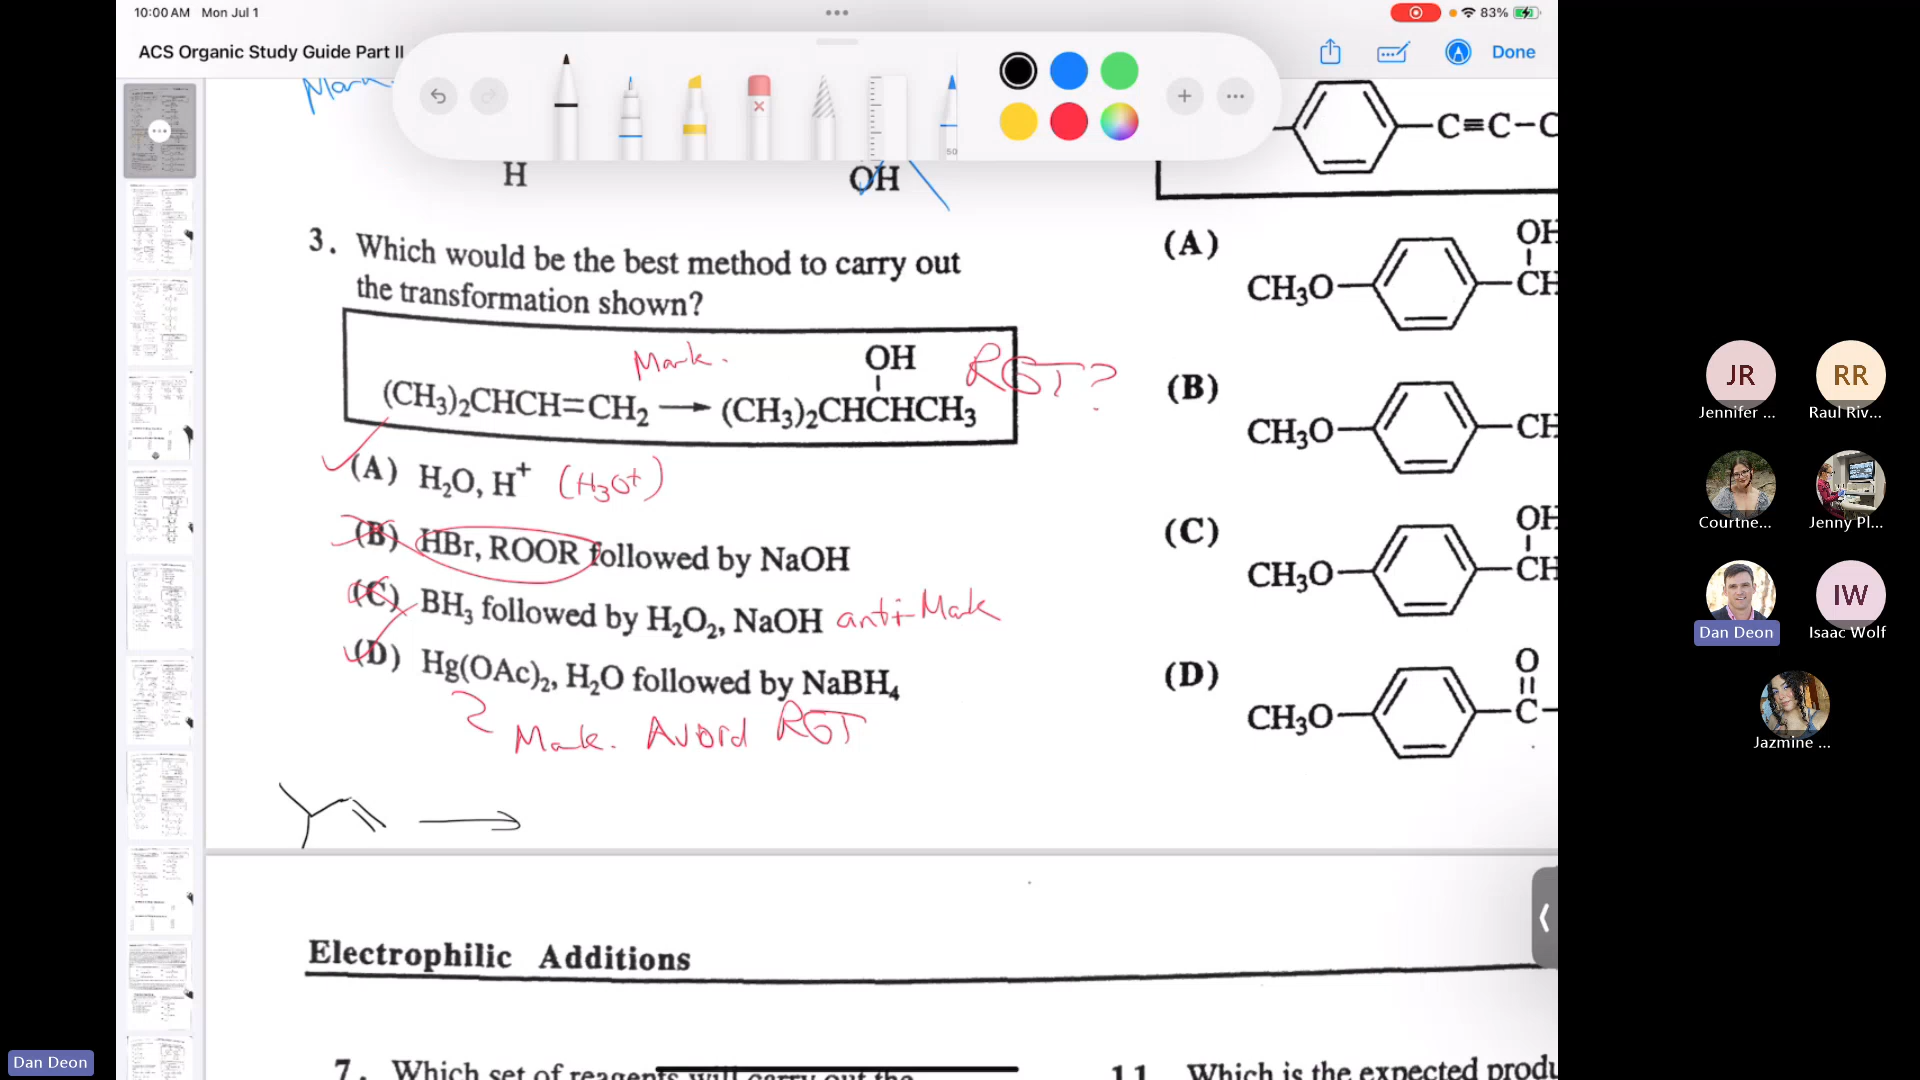 10:00 AM Mon Jul 1
83%
ACS Organic Study Guide Part II
Done
50
Mark.
H
OH
C≡C-C
3. Which would be the best method to carry out
the transformation shown?
Mark.
OH
RGT?
(CH₃)₂CHCH=CH₂ → (CH₃)₂CHCHCH₃
(A) H₂O, H⁺ (H₃O⁺)
(B) HBr, ROOR followed by NaOH
(C) BH₃ followed by H₂O₂, NaOH anti-Mark
(D) Hg(OAc)₂, H₂O followed by NaBH₄
Mark. Avoid RGT
(A)
OH
CH₃O
CH
(B)
CH₃O
CH
(C)
OH
CH₃O
CH
(D)
O
CH₃O
C
Electrophilic Additions
7. Which set of reagents will carry out the
11. Which is the expected produ
JR
Jennifer ...
RR
Raul Riv...
Courtne...
Jenny Pl...
Dan Deon
IW
Isaac Wolf
Jazmine ...
Dan Deon